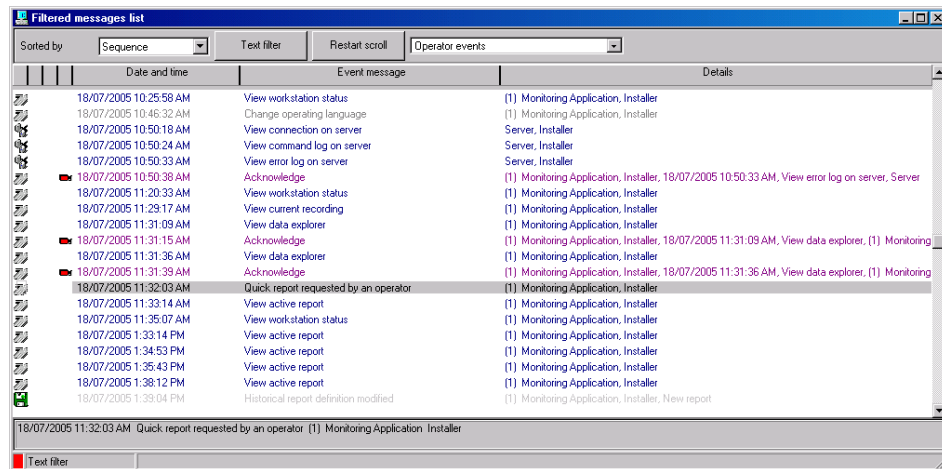 Filtered messages list
Sorted by Sequence Text filter Restart scroll Operator events
Date and time Event message Details
18/07/2005 10:25:58 AM View workstation status (1) Monitoring Application, Installer
18/07/2005 10:46:32 AM Change operating language (1) Monitoring Application, Installer
18/07/2005 10:50:18 AM View connection on server Server, Installer
18/07/2005 10:50:24 AM View command log on server Server, Installer
18/07/2005 10:50:33 AM View error log on server Server, Installer
18/07/2005 10:50:38 AM Acknowledge (1) Monitoring Application, Installer, 18/07/2005 10:50:33 AM, View error log on server, Server
18/07/2005 11:20:33 AM View workstation status (1) Monitoring Application, Installer
18/07/2005 11:29:17 AM View current recording (1) Monitoring Application, Installer
18/07/2005 11:31:09 AM View data explorer (1) Monitoring Application, Installer
18/07/2005 11:31:15 AM Acknowledge (1) Monitoring Application, Installer, 18/07/2005 11:31:09 AM, View data explorer, (1) Monitoring
18/07/2005 11:31:36 AM View data explorer (1) Monitoring Application, Installer
18/07/2005 11:31:39 AM Acknowledge (1) Monitoring Application, Installer, 18/07/2005 11:31:36 AM, View data explorer, (1) Monitoring
18/07/2005 11:32:03 AM Quick report requested by an operator (1) Monitoring Application, Installer
18/07/2005 11:33:14 AM View active report (1) Monitoring Application, Installer
18/07/2005 11:35:07 AM View workstation status (1) Monitoring Application, Installer
18/07/2005 1:33:14 PM View active report (1) Monitoring Application, Installer
18/07/2005 1:34:53 PM View active report (1) Monitoring Application, Installer
18/07/2005 1:35:43 PM View active report (1) Monitoring Application, Installer
18/07/2005 1:38:12 PM View active report (1) Monitoring Application, Installer
18/07/2005 1:39:04 PM Historical report definition modified (1) Monitoring Application, Installer, New report
18/07/2005 11:32:03 AM Quick report requested by an operator (1) Monitoring Application Installer
Text filter